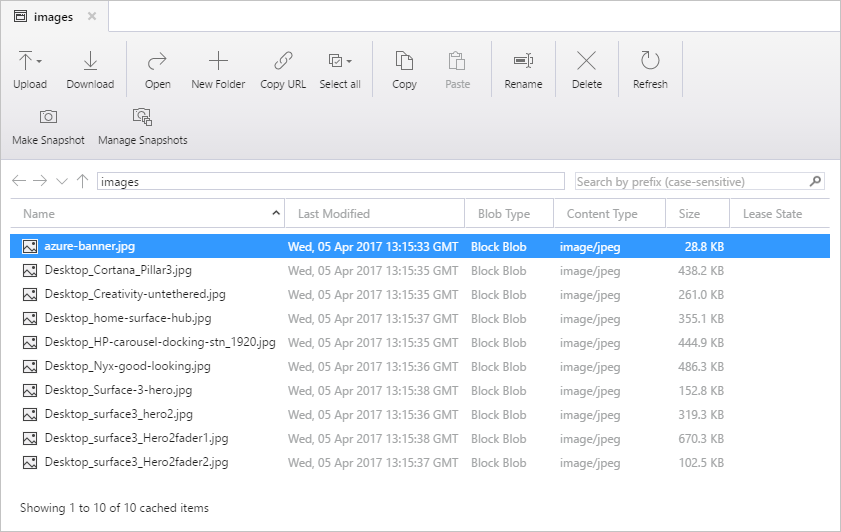 images
Upload Download Open New Folder Copy URL Select all Copy Paste Rename Delete Refresh
Make Snapshot Manage Snapshots
images Search by prefix (case-sensitive)
Name Last Modified Blob Type Content Type Size Lease State
azure-banner.jpg Wed, 05 Apr 2017 13:15:33 GMT Block Blob image/jpeg 28.8 KB
Desktop_Cortana_Pillar3.jpg Wed, 05 Apr 2017 13:15:35 GMT Block Blob image/jpeg 438.2 KB
Desktop_Creativity-untethered.jpg Wed, 05 Apr 2017 13:15:35 GMT Block Blob image/jpeg 261.0 KB
Desktop_home-surface-hub.jpg Wed, 05 Apr 2017 13:15:37 GMT Block Blob image/jpeg 355.1 KB
Desktop_HP-carousel-docking-stn_1920.jpg Wed, 05 Apr 2017 13:15:35 GMT Block Blob image/jpeg 444.9 KB
Desktop_Nyx-good-looking.jpg Wed, 05 Apr 2017 13:15:37 GMT Block Blob image/jpeg 486.3 KB
Desktop_Surface-3-hero.jpg Wed, 05 Apr 2017 13:15:38 GMT Block Blob image/jpeg 152.8 KB
Desktop_surface3_hero2.jpg Wed, 05 Apr 2017 13:15:36 GMT Block Blob image/jpeg 319.3 KB
Desktop_surface3_Hero2fader1.jpg Wed, 05 Apr 2017 13:15:38 GMT Block Blob image/jpeg 670.3 KB
Desktop_surface3_Hero2fader2.jpg Wed, 05 Apr 2017 13:15:37 GMT Block Blob image/jpeg 102.5 KB
Showing 1 to 10 of 10 cached items